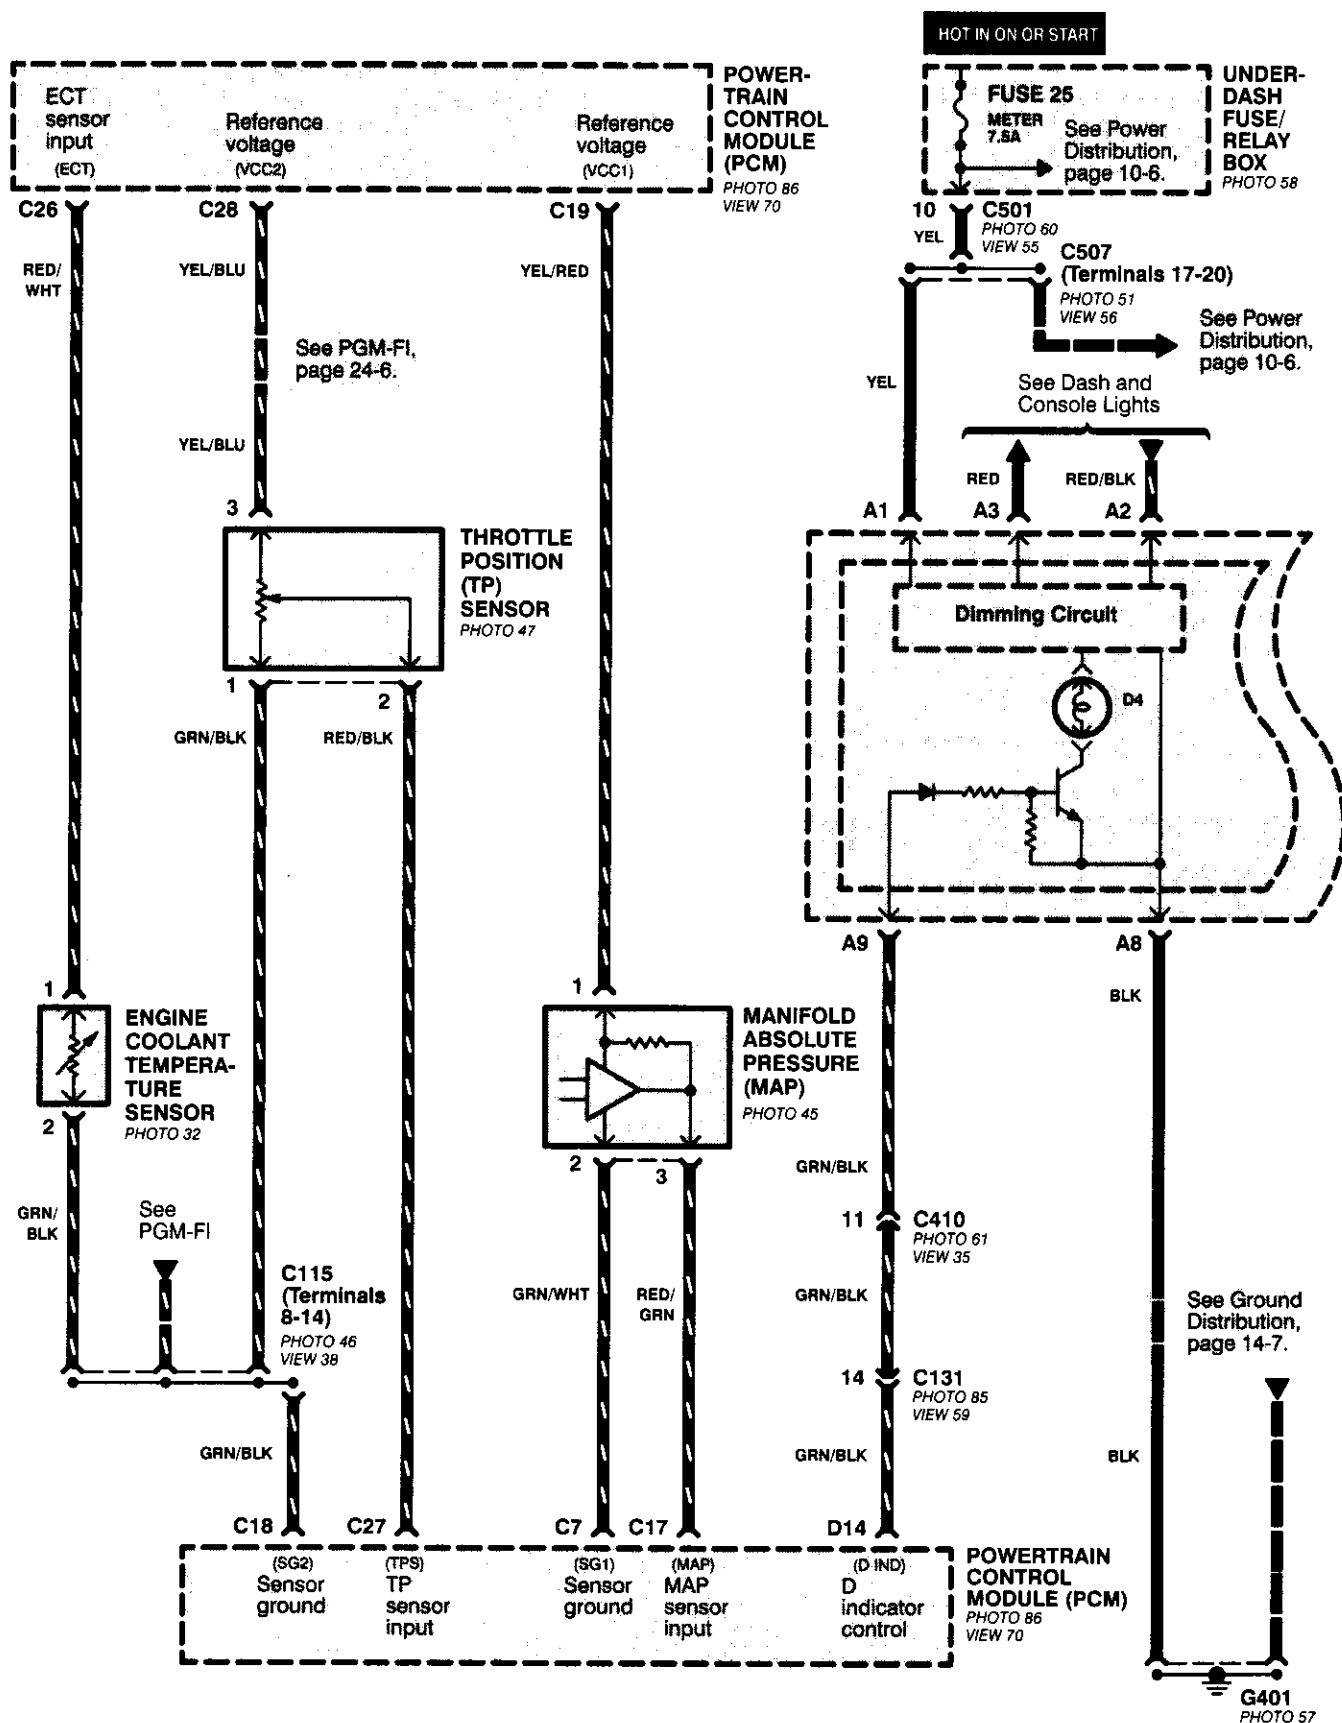 HOT IN ON OR START
ECT
sensor
input
(ECT)
Reference
voltage
(VCC2)
Reference
voltage
(VCC1)
POWER-
TRAIN
CONTROL
MODULE
(PCM)
PHOTO 86
VIEW 70
FUSE 25
METER
7.5A
See Power
Distribution,
page 10-6.
UNDER-
DASH
FUSE/
RELAY
BOX
PHOTO 58
C26
C28
C19
10
C501
PHOTO 60
VIEW 55
YEL
RED/
WHT
YEL/BLU
YEL/RED
C507
(Terminals 17-20)
PHOTO 51
VIEW 56
See PGM-FI,
page 24-6.
See Power
Distribution,
page 10-6.
YEL
See Dash and
Console Lights
YEL/BLU
RED
RED/BLK
3
A1
A3
A2
THROTTLE
POSITION
(TP)
SENSOR
PHOTO 47
Dimming Circuit
D4
1
2
GRN/BLK
RED/BLK
A9
A8
BLK
1
1
ENGINE
COOLANT
TEMPERA-
TURE
SENSOR
PHOTO 32
MANIFOLD
ABSOLUTE
PRESSURE
(MAP)
PHOTO 45
2
2
3
GRN/BLK
GRN/
BLK
See
PGM-FI
11
C410
PHOTO 61
VIEW 35
C115
(Terminals
8-14)
PHOTO 46
VIEW 38
GRN/WHT
RED/
GRN
GRN/BLK
See Ground
Distribution,
page 14-7.
14
C131
PHOTO 85
VIEW 59
GRN/BLK
GRN/BLK
BLK
C18
C27
C7
C17
D14
(SG2)
Sensor
ground
(TPS)
TP
sensor
input
(SG1)
Sensor
ground
(MAP)
MAP
sensor
input
(D IND)
D
indicator
control
POWERTRAIN
CONTROL
MODULE (PCM)
PHOTO 86
VIEW 70
G401
PHOTO 57